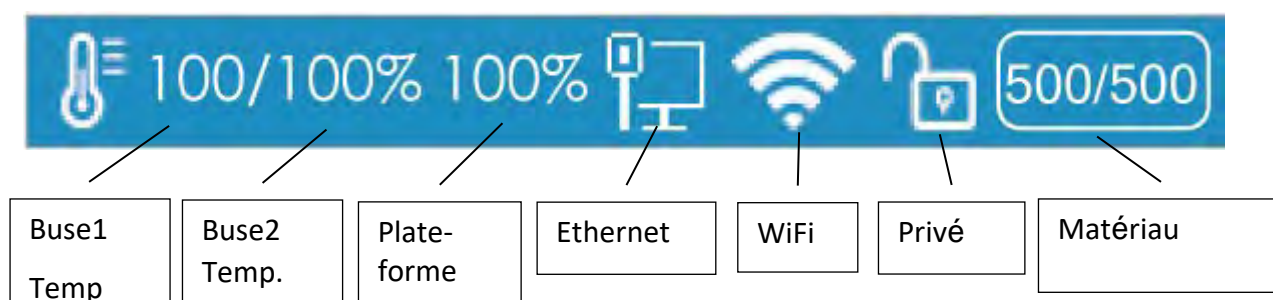 100/100% 100% 500/500
Buse1
Temp
Buse2
Temp.
Plate-
forme
Ethernet
WiFi
Privé
Matériau